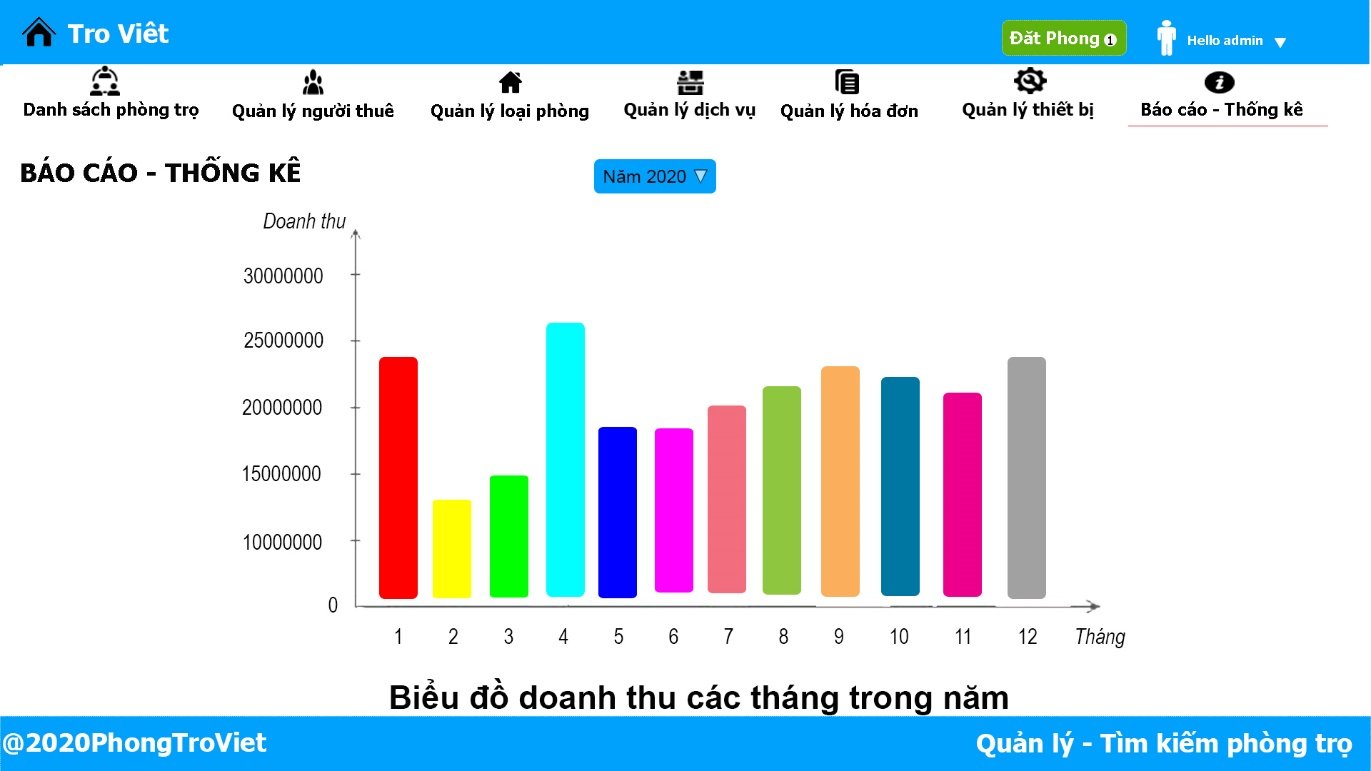 Tro Viêt
Đăt Phong 1
Hello admin
Danh sách phòng trọ
Quản lý người thuê
Quản lý loại phòng
Quản lý dịch vụ
Quản lý hóa đơn
Quản lý thiết bị
Báo cáo - Thống kê
BÁO CÁO - THỐNG KÊ
Năm 2020
Doanh thu
30000000
25000000
20000000
15000000
10000000
0
1 2 3 4 5 6 7 8 9 10 11 12 Tháng
Biểu đồ doanh thu các tháng trong năm
@2020PhongTroViet
Quản lý - Tìm kiếm phòng trọ